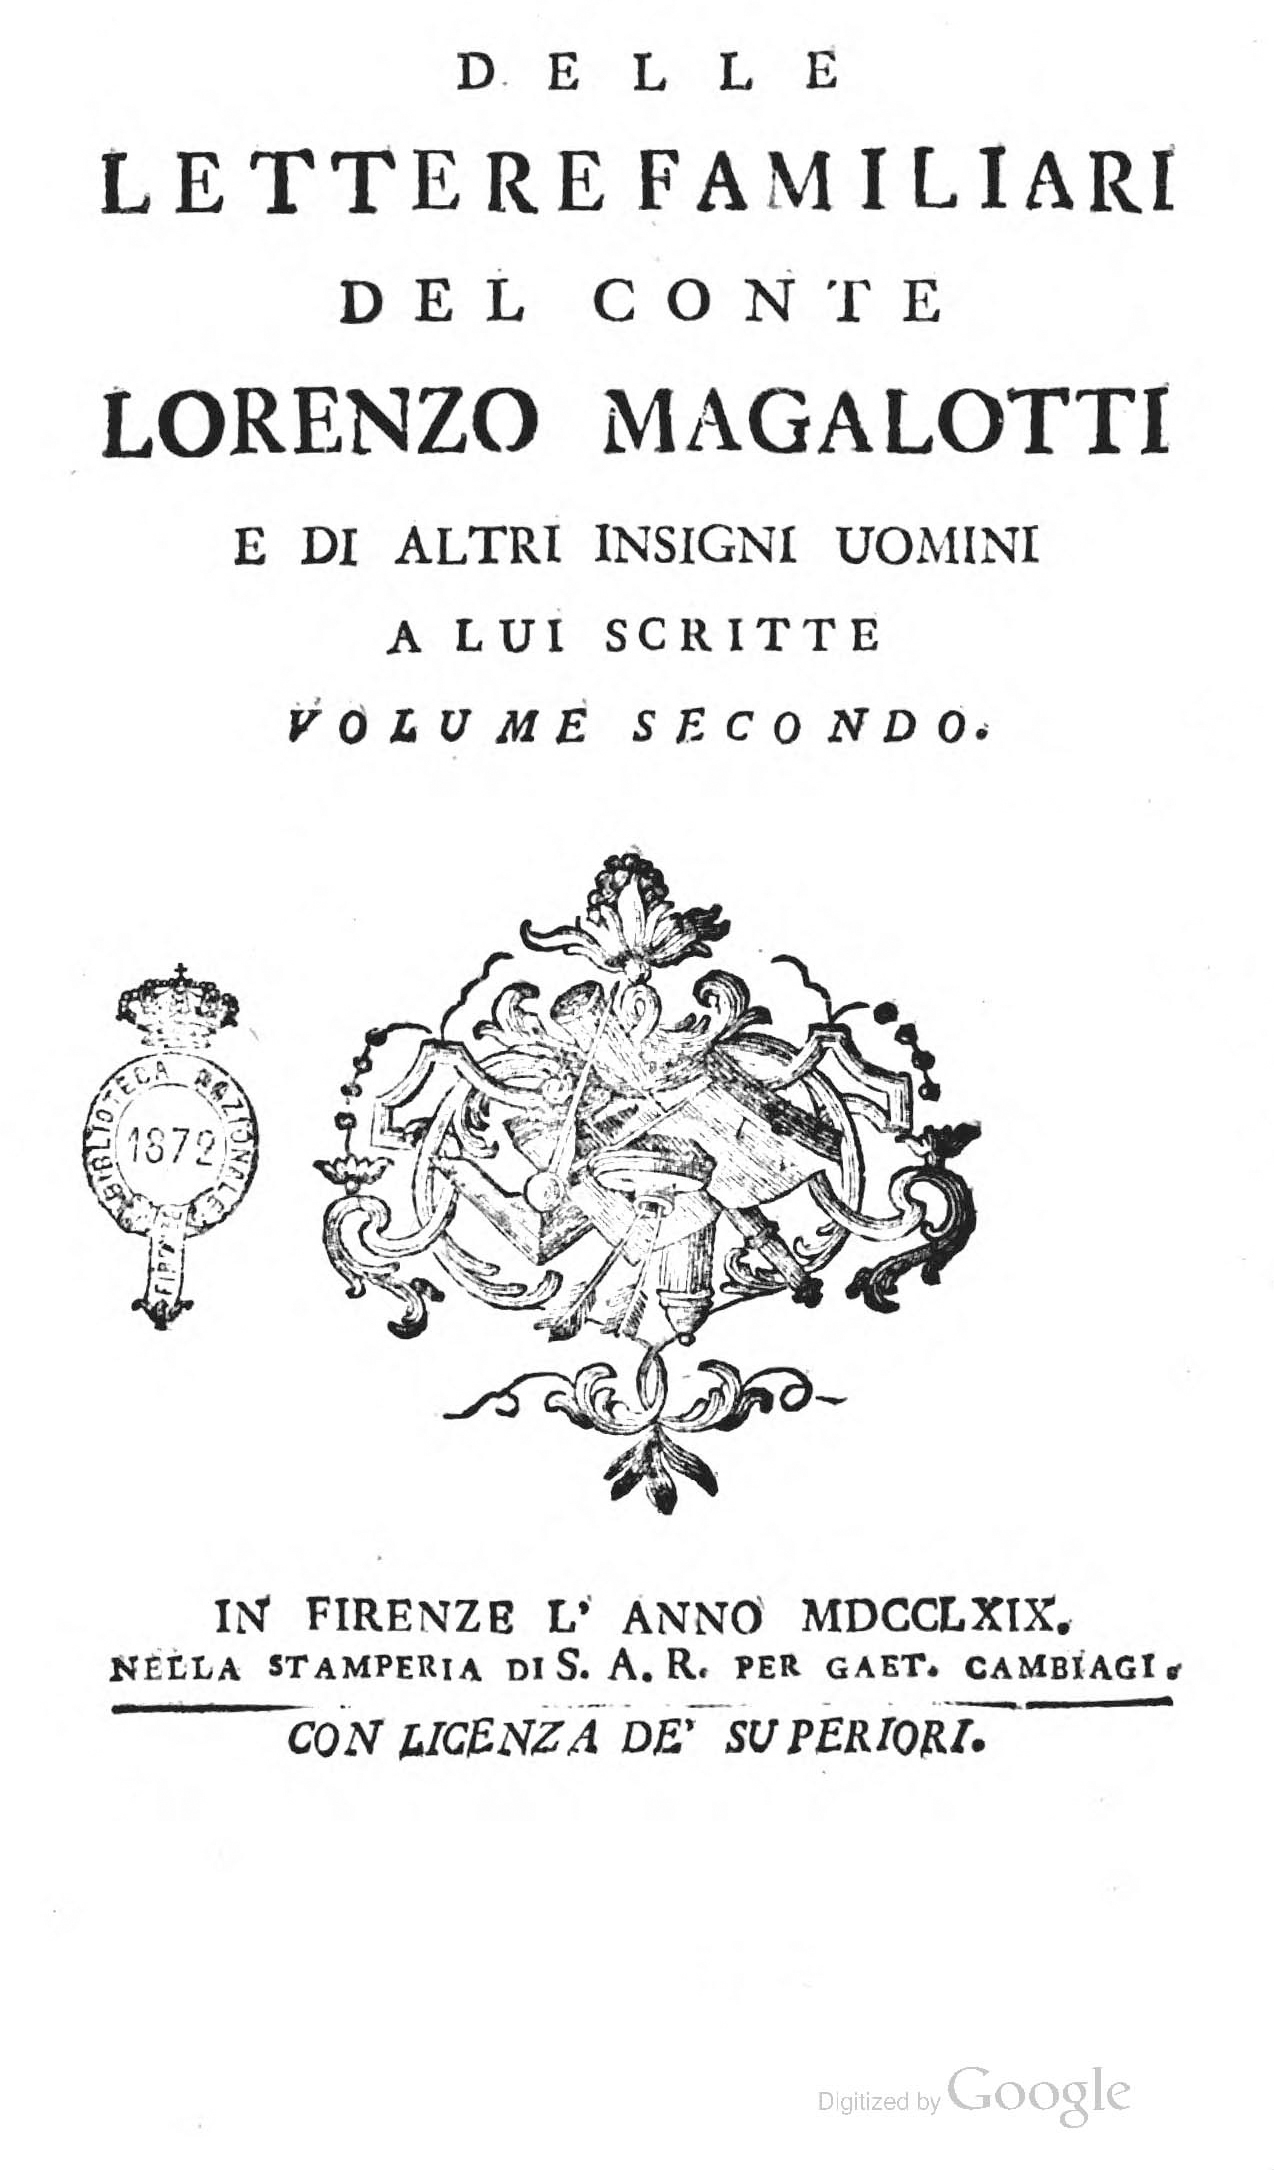 DELLE
LETTERE FAMILIARI
DEL CONTE
LORENZO MAGALOTTI
E DI ALTRI INSIGNI UOMINI
A LUI SCRITTE
VOLUME SECONDO.
BIBLIOTECA NAZIONALE
1872
FIRENZE
IN FIRENZE L' ANNO MDCCLXIX.
NELLA STAMPERIA DI S. A. R. PER GAET. CAMBIAGI.
CON LICENZA DE' SUPERIORI.
Digitized by Google